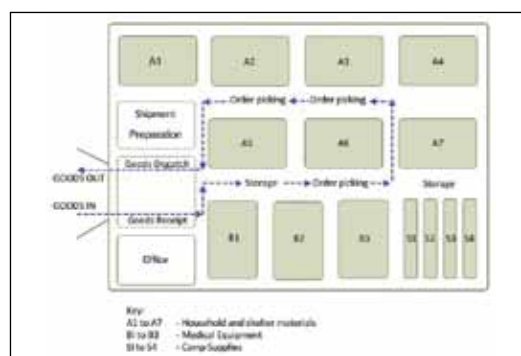 A1 A2 A3 A4
Order picking Order picking
Shipment
Preparation
A5 A6 A7
Goods Dispatch
GOODS OUT
Storage Order picking Storage
GOODS IN
Goods Receipt
B1 B2 B3 S1 S2 S3 S4
Office
Key:
A1 to A7 - Household and shelter materials
BI to B3 - Medical Equipment
SI to S4 - Camp Supplies